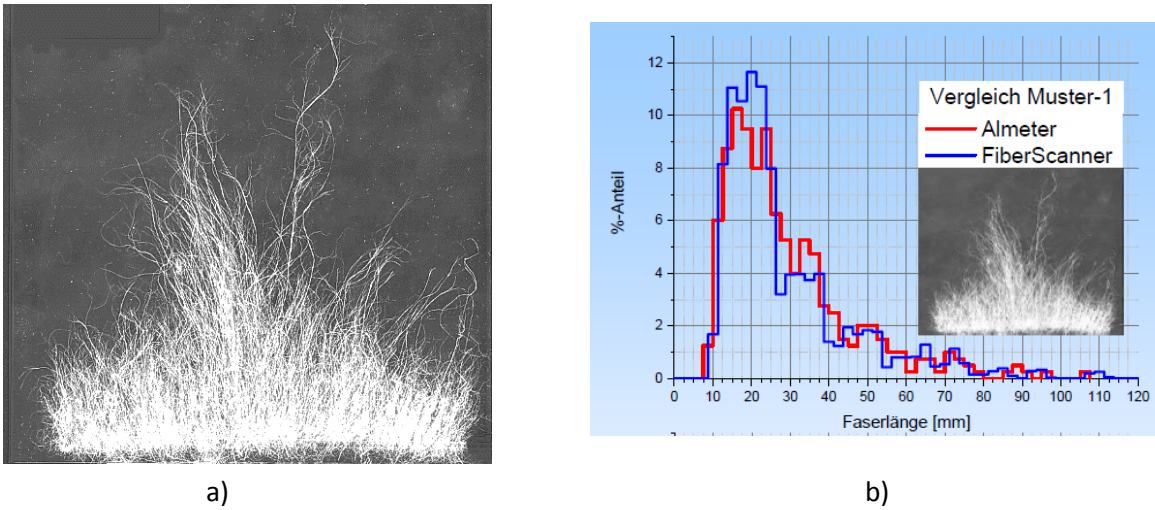 Vergleich Muster-1
Almeter
FiberScanner
%-Anteil
12
10
8
6
4
2
0
0 10 20 30 40 50 60 70 80 90 100 110 120
Faserlänge [mm]
a)
b)